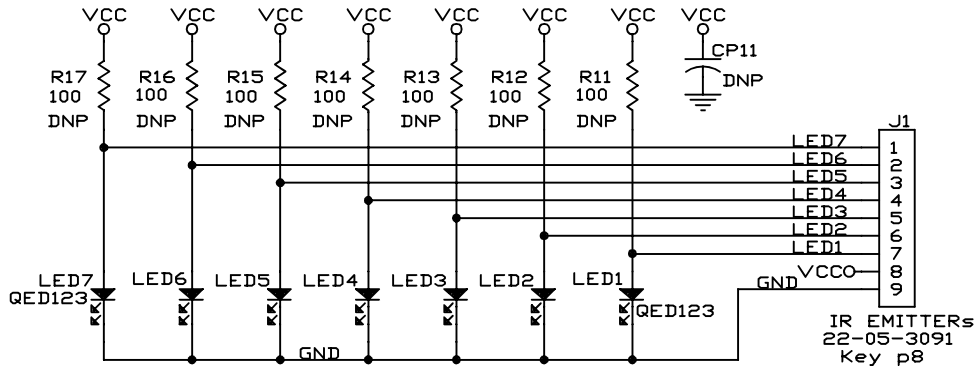 VCC VCC VCC VCC VCC VCC VCC VCC
R17 R16 R15 R14 R13 R12 R11 CP11
100 100 100 100 100 100 100 DNP
DNP DNP DNP DNP DNP DNP DNP
J1
LED7 1
LED6 2
LED5 3
LED4 4
LED3 5
LED2 6
LED1 7
VCC 8
GND 9
LED7 LED6 LED5 LED4 LED3 LED2 LED1
QED123 QED123
GND
IR EMITTERs
22-05-3091
Key p8